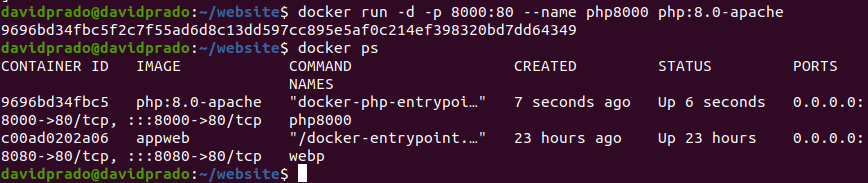 davidprado@davidprado:~/website$ docker run -d -p 8000:80 --name php8000 php:8.0-apache
9696bd34fbc5f2c7f55ad6d8c13dd597cc895e5af0c214ef398320bd7dd64349
davidprado@davidprado:~/website$ docker ps
CONTAINER ID   IMAGE            COMMAND                  CREATED         STATUS         PORTS
                                NAMES
9696bd34fbc5   php:8.0-apache   "docker-php-entrypoi…"   7 seconds ago   Up 6 seconds   0.0.0.0:
8000->80/tcp, :::8000->80/tcp   php8000
c00ad0202a06   appweb           "/docker-entrypoint.…"   23 hours ago    Up 23 hours    0.0.0.0:
8080->80/tcp, :::8080->80/tcp   webp
davidprado@davidprado:~/website$